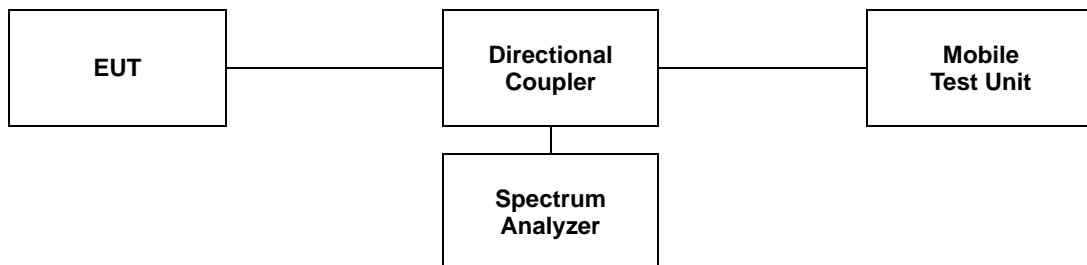 EUT
Directional
Coupler
Mobile
Test Unit
Spectrum
Analyzer